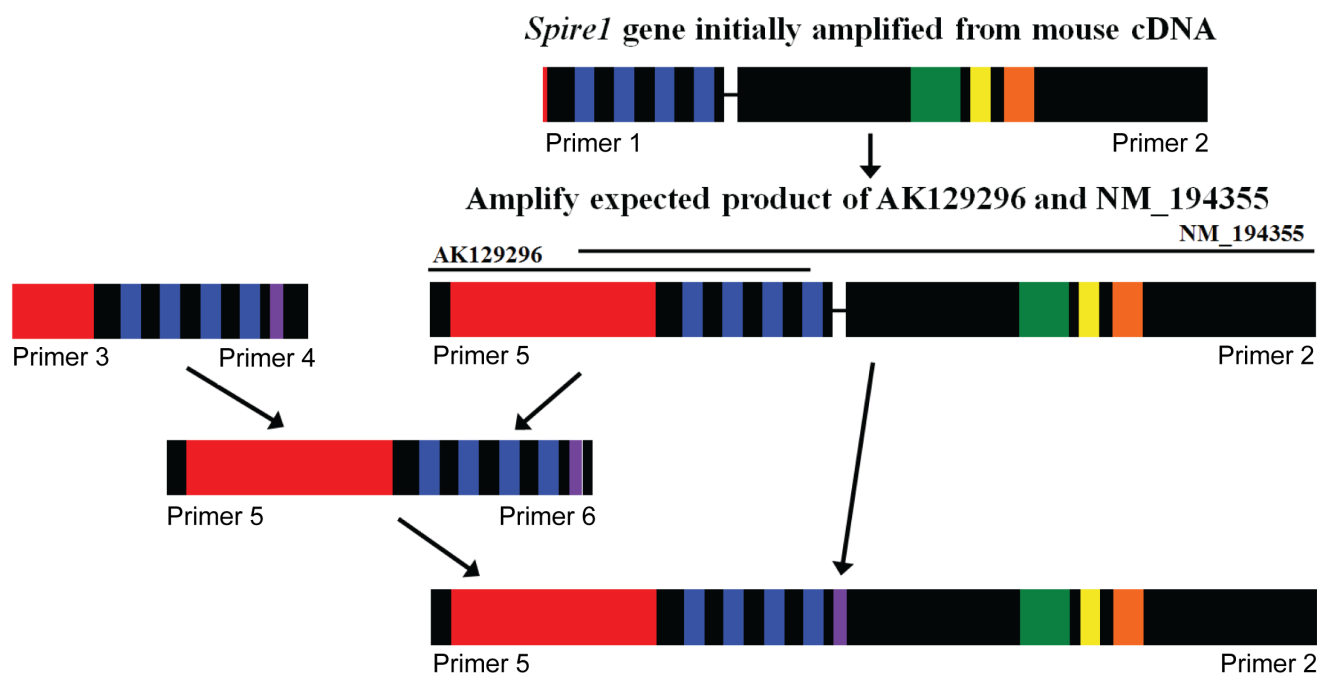 Spire1 gene initially amplified from mouse cDNA
Primer 1
Primer 2
Amplify expected product of AK129296 and NM_194355
NM_194355
AK129296
Primer 3
Primer 4
Primer 5
Primer 2
Primer 5
Primer 6
Primer 5
Primer 2